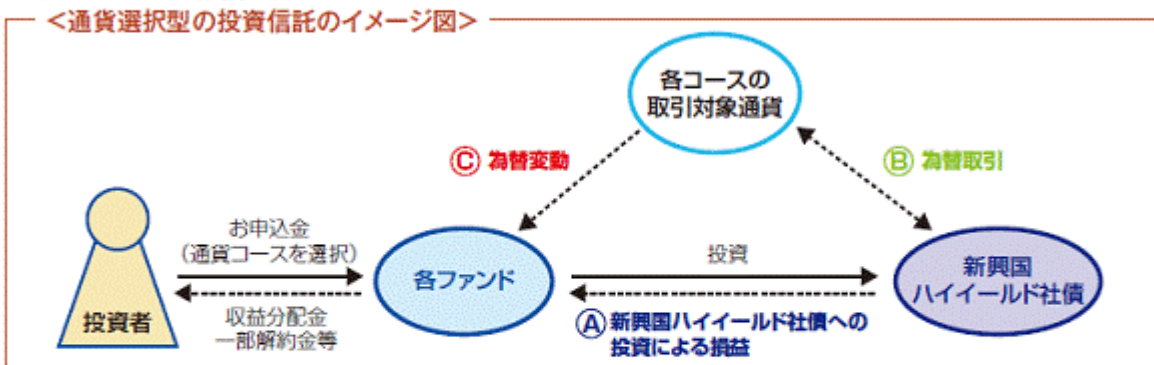 <通貨選択型の投資信託のイメージ図>
各コースの
取引対象通貨
Ⓒ 為替変動
Ⓑ 為替取引
お申込金
(通貨コースを選択)
投資者
収益分配金
一部解約金等
各ファンド
投資
新興国
ハイイールド社債
Ⓐ 新興国ハイイールド社債への
投資による損益